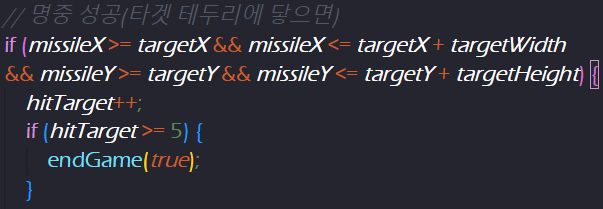 // 명중 성공(타겟 테두리에 닿으면)
if (missileX >= targetX && missileX <= targetX + targetWidth
&& missileY >= targetY && missileY <= targetY + targetHeight) {
hitTarget++;
if (hitTarget >= 5) {
endGame(true);
}